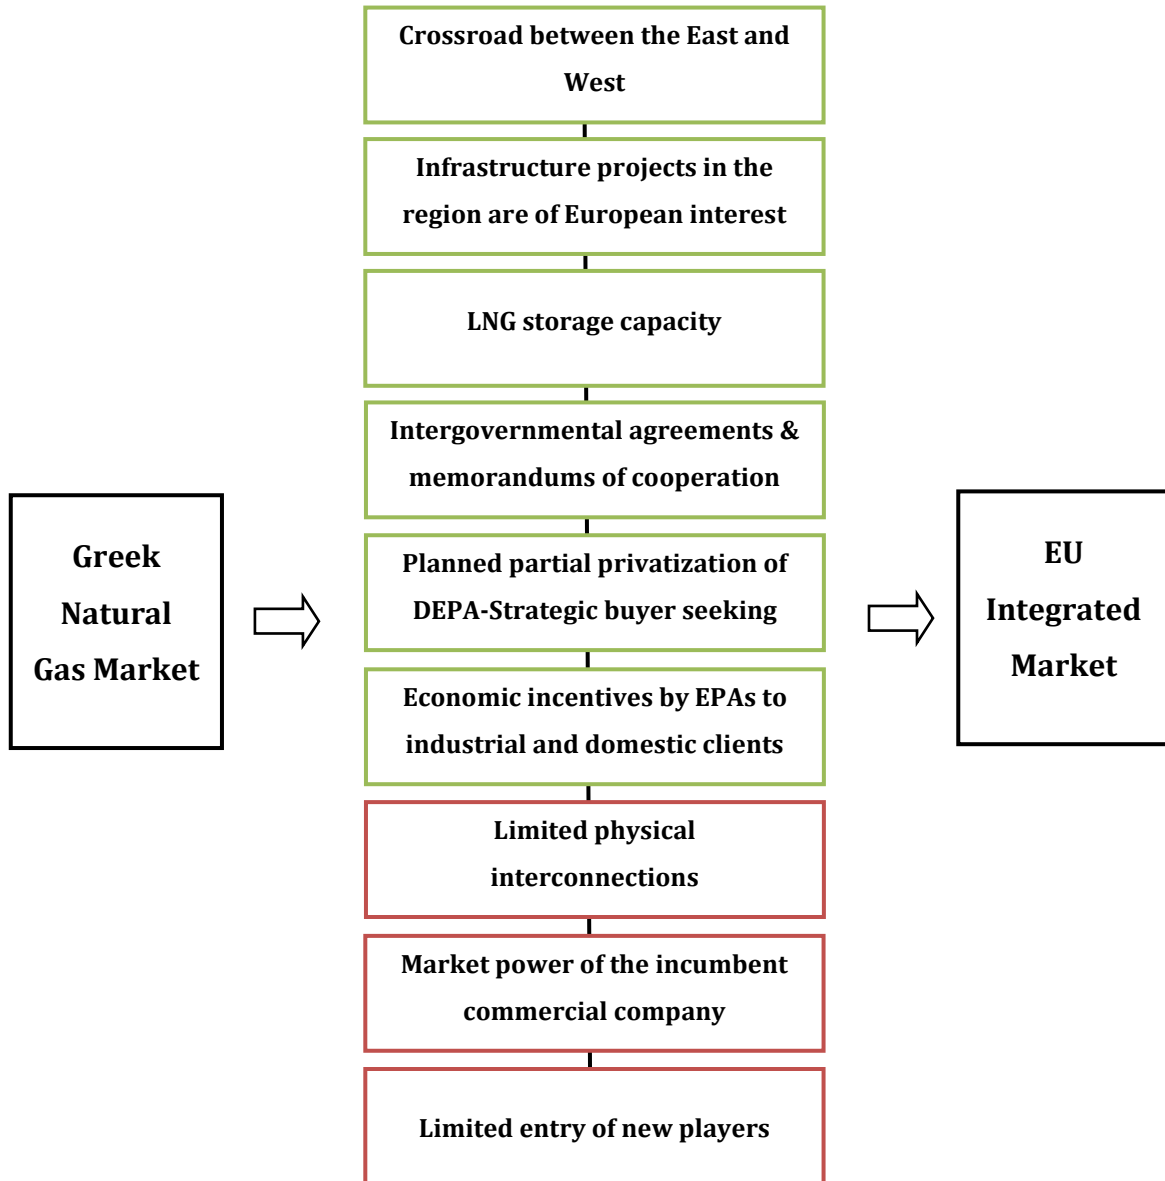 Crossroad between the East and
West
Infrastructure projects in the
region are of European interest
LNG storage capacity
Intergovernmental agreements &
memorandums of cooperation
Greek
Natural
Gas Market
Planned partial privatization of
DEPA-Strategic buyer seeking
EU
Integrated
Market
Economic incentives by EPAs to
industrial and domestic clients
Limited physical
interconnections
Market power of the incumbent
commercial company
Limited entry of new players